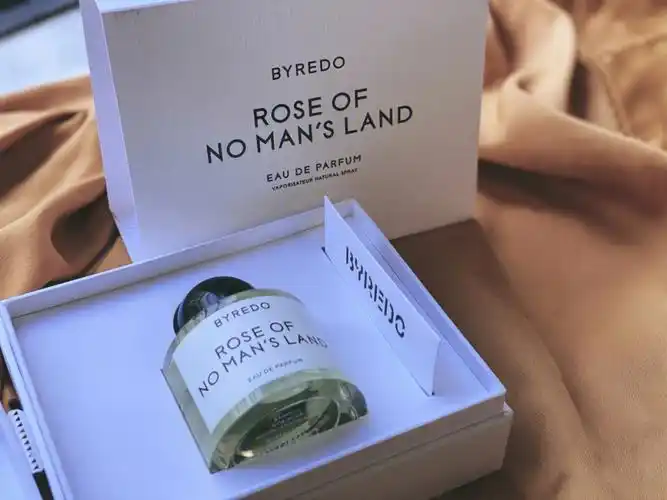 BYREDO
ROSE OF
NO MAN'S LAND
EAU DE PARFUM
VAPORISATEUR NATURAL SPRAY
BYREDO
BYREDO
ROSE OF
NO MAN'S LAND
EAU DE PARFUM